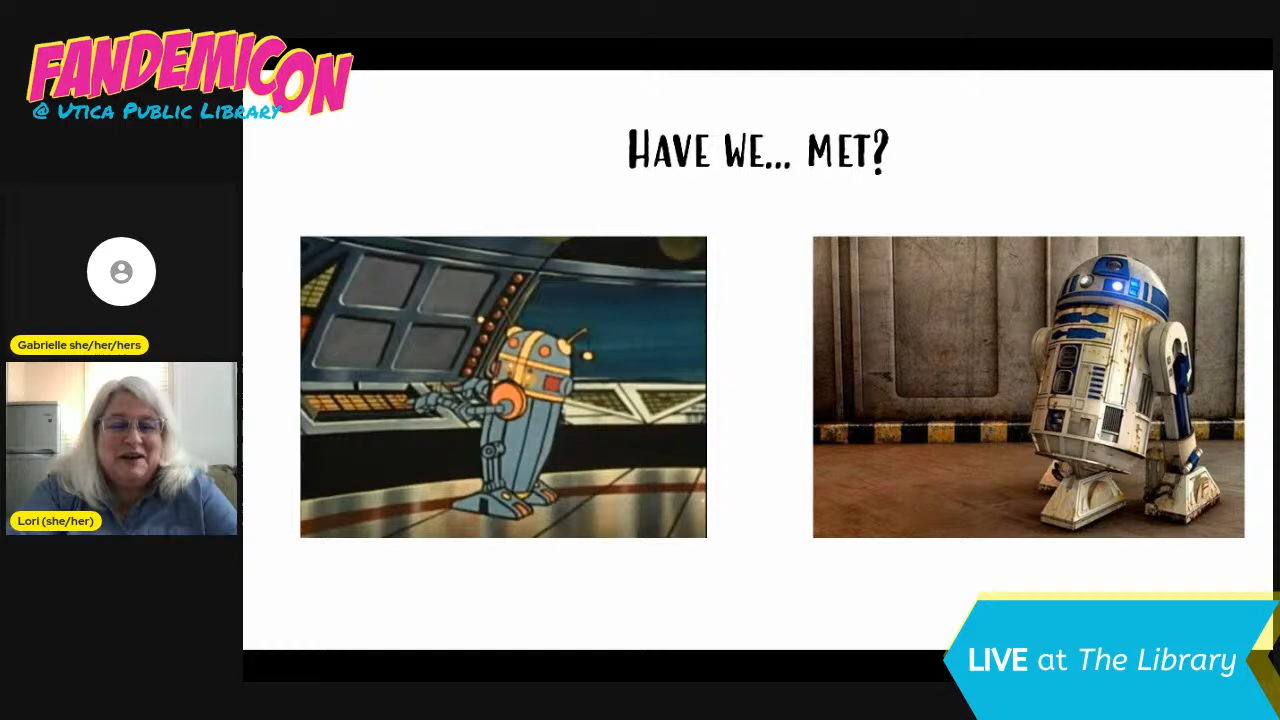 FANDEMICON
@ UTICA PUBLIC LIBRARY
HAVE WE... MET?
Gabrielle she/her/hers
Lori (she/her)
LIVE at The Library